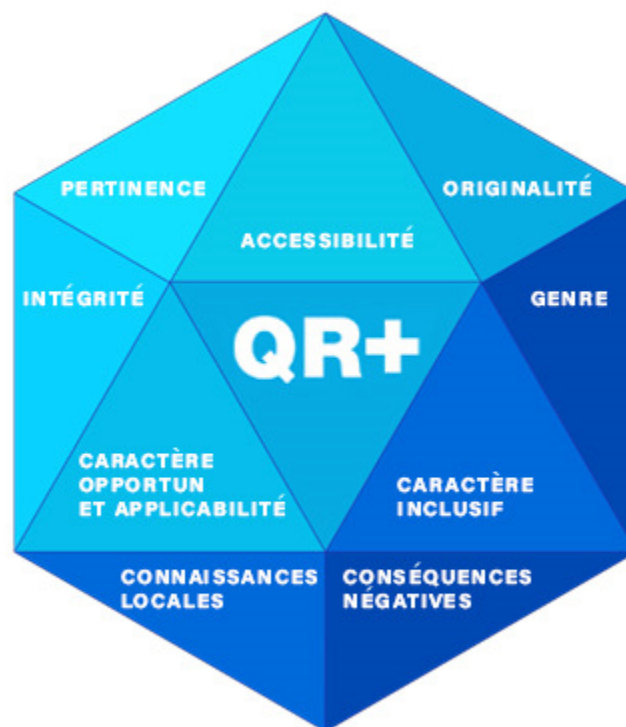 PERTINENCE
ORIGINALITÉ
ACCESSIBILITÉ
INTÉGRITÉ
GENRE
QR+
CARACTÈRE
OPPORTUN
ET APPLICABILITÉ
CARACTÈRE
INCLUSIF
CONNAISSANCES
LOCALES
CONSÉQUENCES
NÉGATIVES